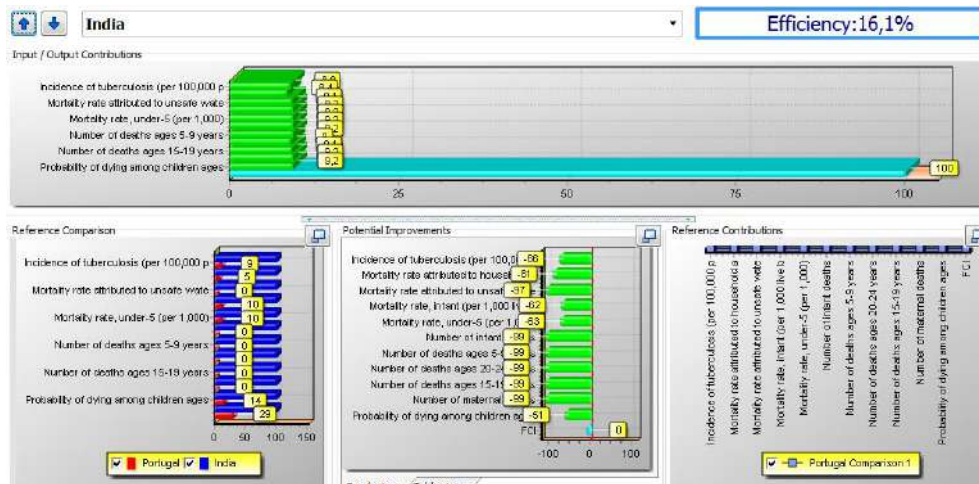 India
Efficiency:16,1%
Input / Output Contributions
Incidence of tuberculosis (per 100,000 p
Mortality rate attributed to unsafe wate
Mortality rate, under-5 (per 1,000)
Number of deaths ages 5-9 years
Number of deaths ages 15-19 years
Probability of dying among children ages
9,2
100
0 25 50 75 100
Reference Comparison
Incidence of tuberculosis (per 100,000 p
Mortality rate attributed to unsafe wate
Mortality rate, under-5 (per 1,000)
Number of deaths ages 5-9 years
Number of deaths ages 15-19 years
Probability of dying among children ages
9
5
0
10
10
0
0
0
0
0
14
29
0 50 100 150
Portugal India
Potential Improvements
Incidence of tuberculosis (per 100,0
Mortality rate attributed to house
Mortality rate attributed to unsa
Mortality rate, infant (per 1,000 liv
Mortality rate, under-5 (per 1,
Number of infant
Number of deaths ages 5-
Number of deaths ages 20-2
Number of deaths ages 15-1
Number of maternal
Probability of dying among children ag
FCI
-86
-81
-97
-62
-63
-99
-99
-99
-99
-99
-51
0
-100 0 100
Reference Contributions
Incidence of tuberculosis (per 100,000 p
Mortality rate attributed to household a
Mortality rate attributed to unsafe wate
Mortality rate, infant (per 1,000 live b
Mortality rate, under-5 (per 1,000)
Number of infant deaths
Number of deaths ages 5-9 years
Number of deaths ages 20-24 years
Number of deaths ages 15-19 years
Number of maternal deaths
Probability of dying among children ages
FCI
Portugal Comparison 1